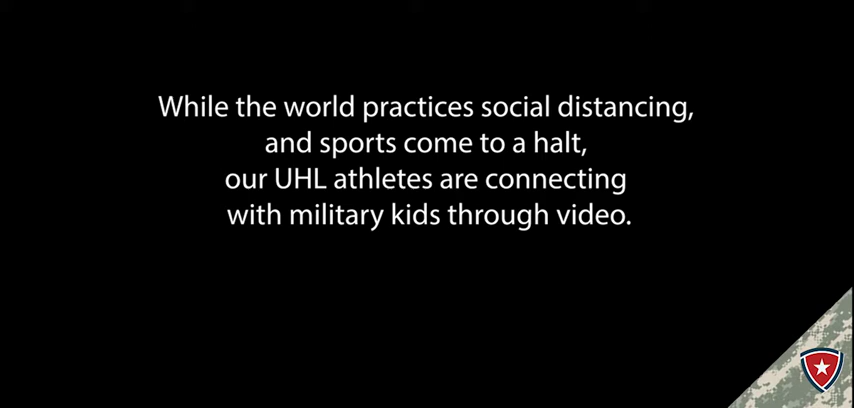 While the world practices social distancing,
and sports come to a halt,
our UHL athletes are connecting
with military kids through video.